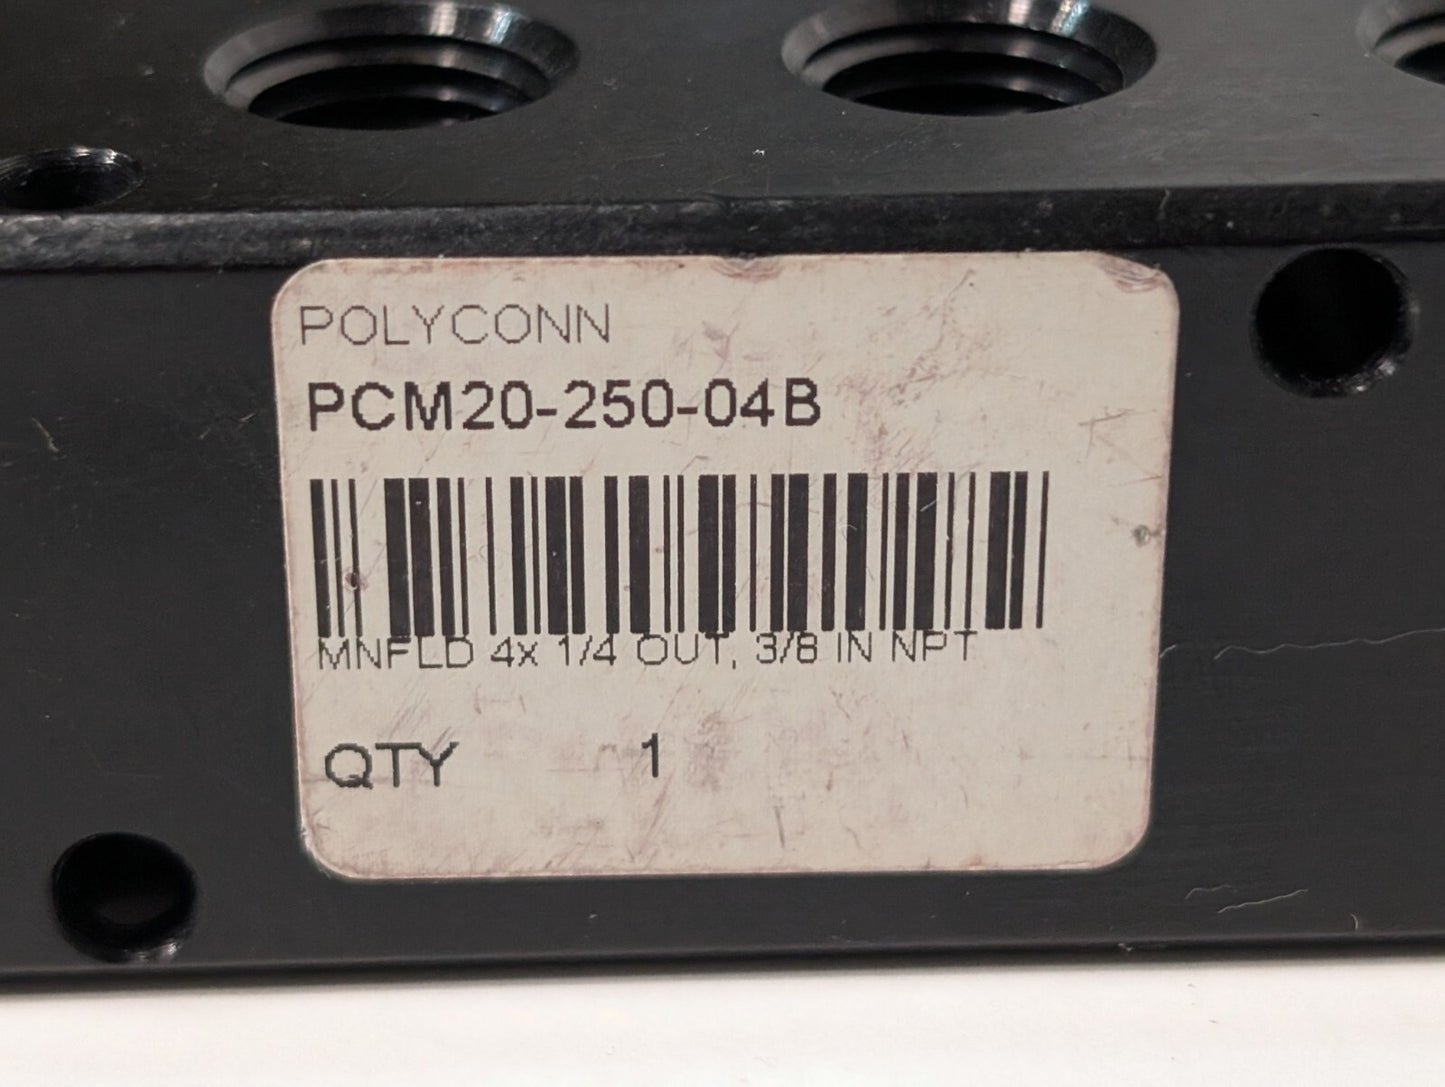 POLYCONN
PCM20-250-04B
MNFLD 4x 1/4 OUT, 3/8 IN NPT
QTY 1